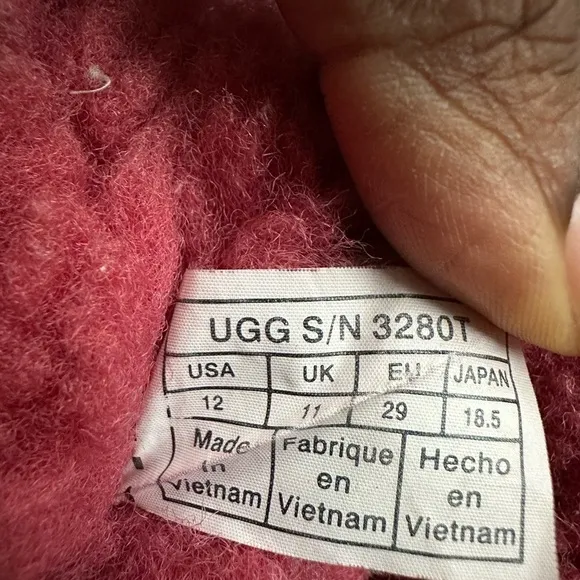 UGG S/N 3280T
USA UK EU JAPAN
12 11 29 18.5
Made in Vietnam
Fabrique en Vietnam
Hecho en Vietnam